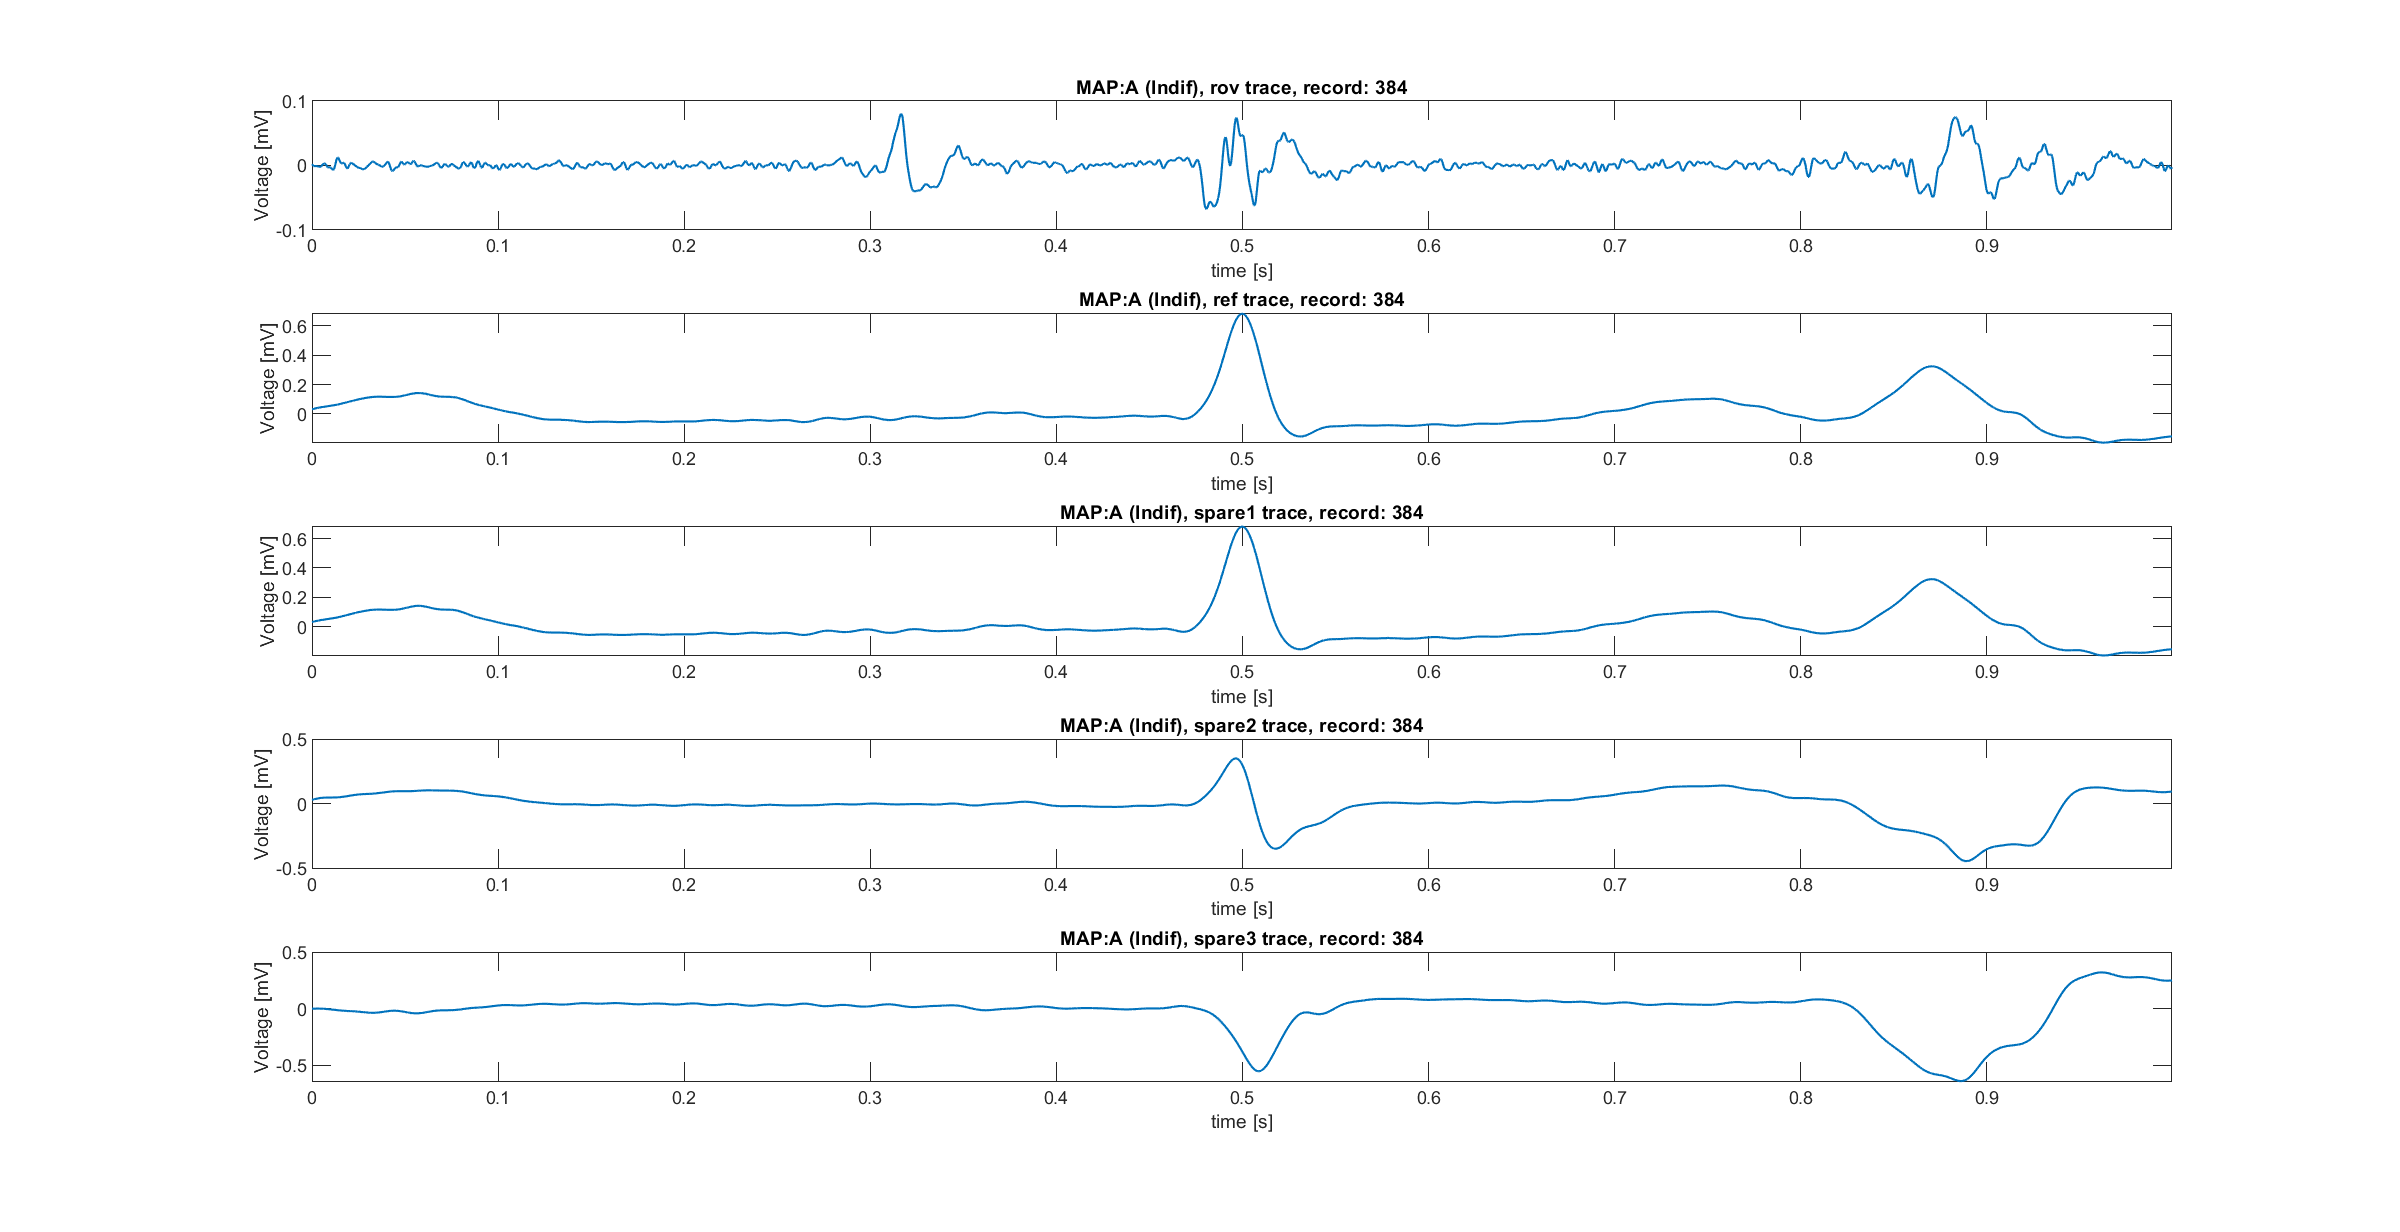 MAP:A (Indif), rov trace, record: 384
Voltage [mV]
0.1
0
-0.1
0 0.1 0.2 0.3 0.4 0.5 0.6 0.7 0.8 0.9
time [s]
MAP:A (Indif), ref trace, record: 384
Voltage [mV]
0.6
0.4
0.2
0
0 0.1 0.2 0.3 0.4 0.5 0.6 0.7 0.8 0.9
time [s]
MAP:A (Indif), spare1 trace, record: 384
Voltage [mV]
0.6
0.4
0.2
0
0 0.1 0.2 0.3 0.4 0.5 0.6 0.7 0.8 0.9
time [s]
MAP:A (Indif), spare2 trace, record: 384
Voltage [mV]
0.5
0
-0.5
0 0.1 0.2 0.3 0.4 0.5 0.6 0.7 0.8 0.9
time [s]
MAP:A (Indif), spare3 trace, record: 384
Voltage [mV]
0.5
0
-0.5
0 0.1 0.2 0.3 0.4 0.5 0.6 0.7 0.8 0.9
time [s]